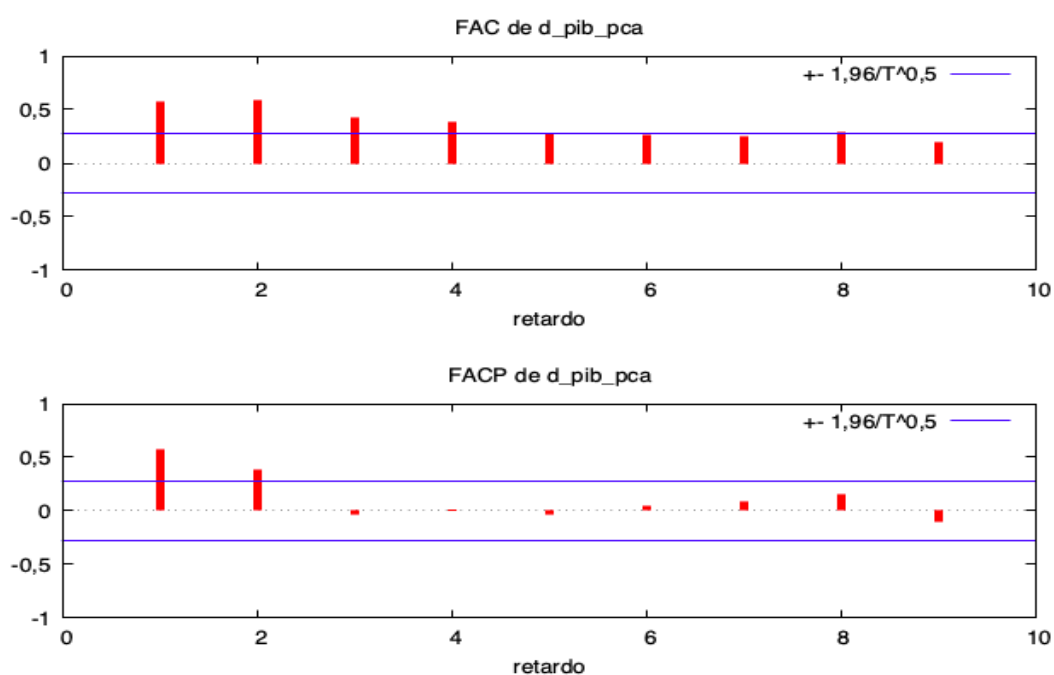 FAC de d_pib_pca
1
+- 1,96/T^0,5
0,5
0
-0,5
-1
0 2 4 6 8 10
retardo
FACP de d_pib_pca
1
+- 1,96/T^0,5
0,5
0
-0,5
-1
0 2 4 6 8 10
retardo